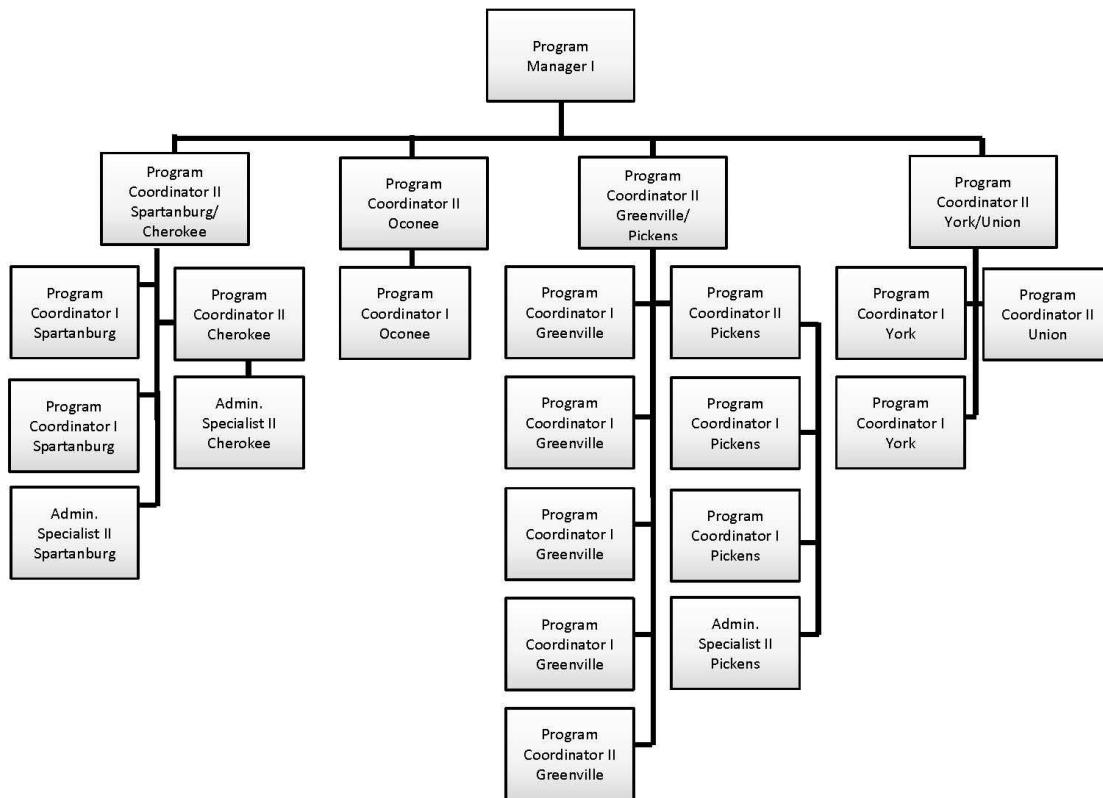 Program
Manager I
Program
Coordinator II
Spartanburg/
Cherokee
Program
Coordinator II
Oconee
Program
Coordinator II
Greenville/
Pickens
Program
Coordinator II
York/Union
Program
Coordinator I
Spartanburg
Program
Coordinator II
Cherokee
Program
Coordinator I
Oconee
Program
Coordinator I
Greenville
Program
Coordinator II
Pickens
Program
Coordinator I
York
Program
Coordinator II
Union
Program
Coordinator I
Spartanburg
Admin.
Specialist II
Cherokee
Program
Coordinator I
Greenville
Program
Coordinator I
Pickens
Program
Coordinator I
York
Admin.
Specialist II
Spartanburg
Program
Coordinator I
Greenville
Program
Coordinator I
Pickens
Program
Coordinator I
Greenville
Admin.
Specialist II
Pickens
Program
Coordinator II
Greenville